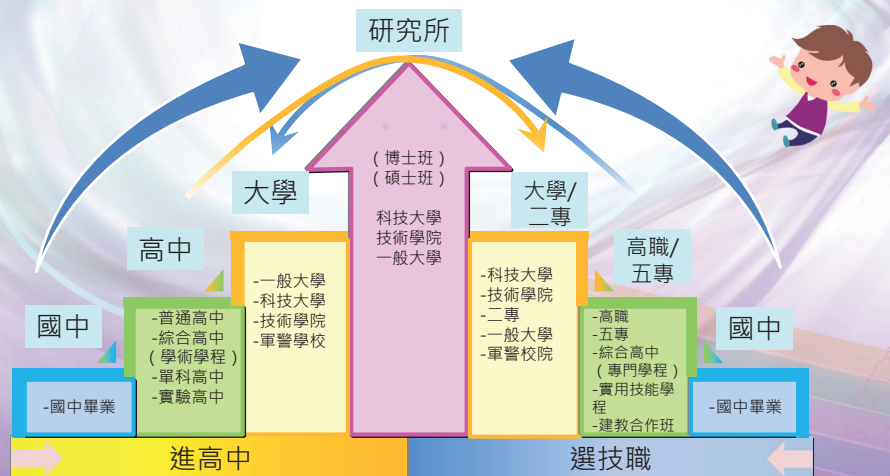 研究所
(博士班)
(碩士班)
科技大學
技術學院
一般大學
大學
-一般大學
-科技大學
-技術學院
-軍警學校
高中
-普通高中
-綜合高中
(學術學程)
-單科高中
-實驗高中
國中
-國中畢業
大學/
二專
-科技大學
-技術學院
-二專
-一般大學
-軍警校院
高職/
五專
-高職
-五專
-綜合高中
(專門學程)
-實用技能學
程
-建教合作班
國中
-國中畢業
進高中
選技職